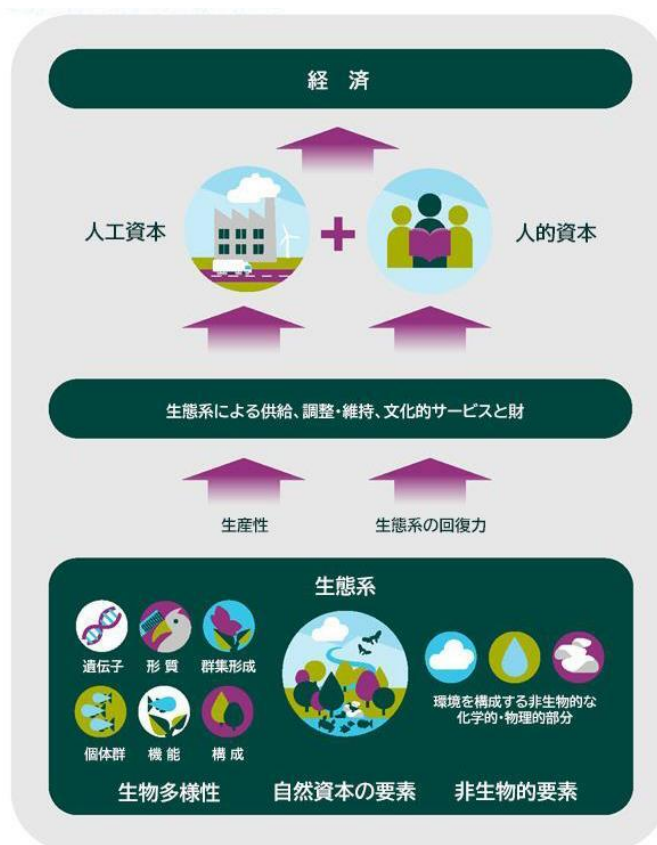 経 済
人工資本
人的資本
生態系による供給、調整・維持、文化的サービスと財
生産性
生態系の回復力
生態系
遺伝子
形 質
群集形成
個体群
機 能
構 成
環境を構成する非生物的な
化学的・物理的部分
生物多様性
自然資本の要素
非生物的要素